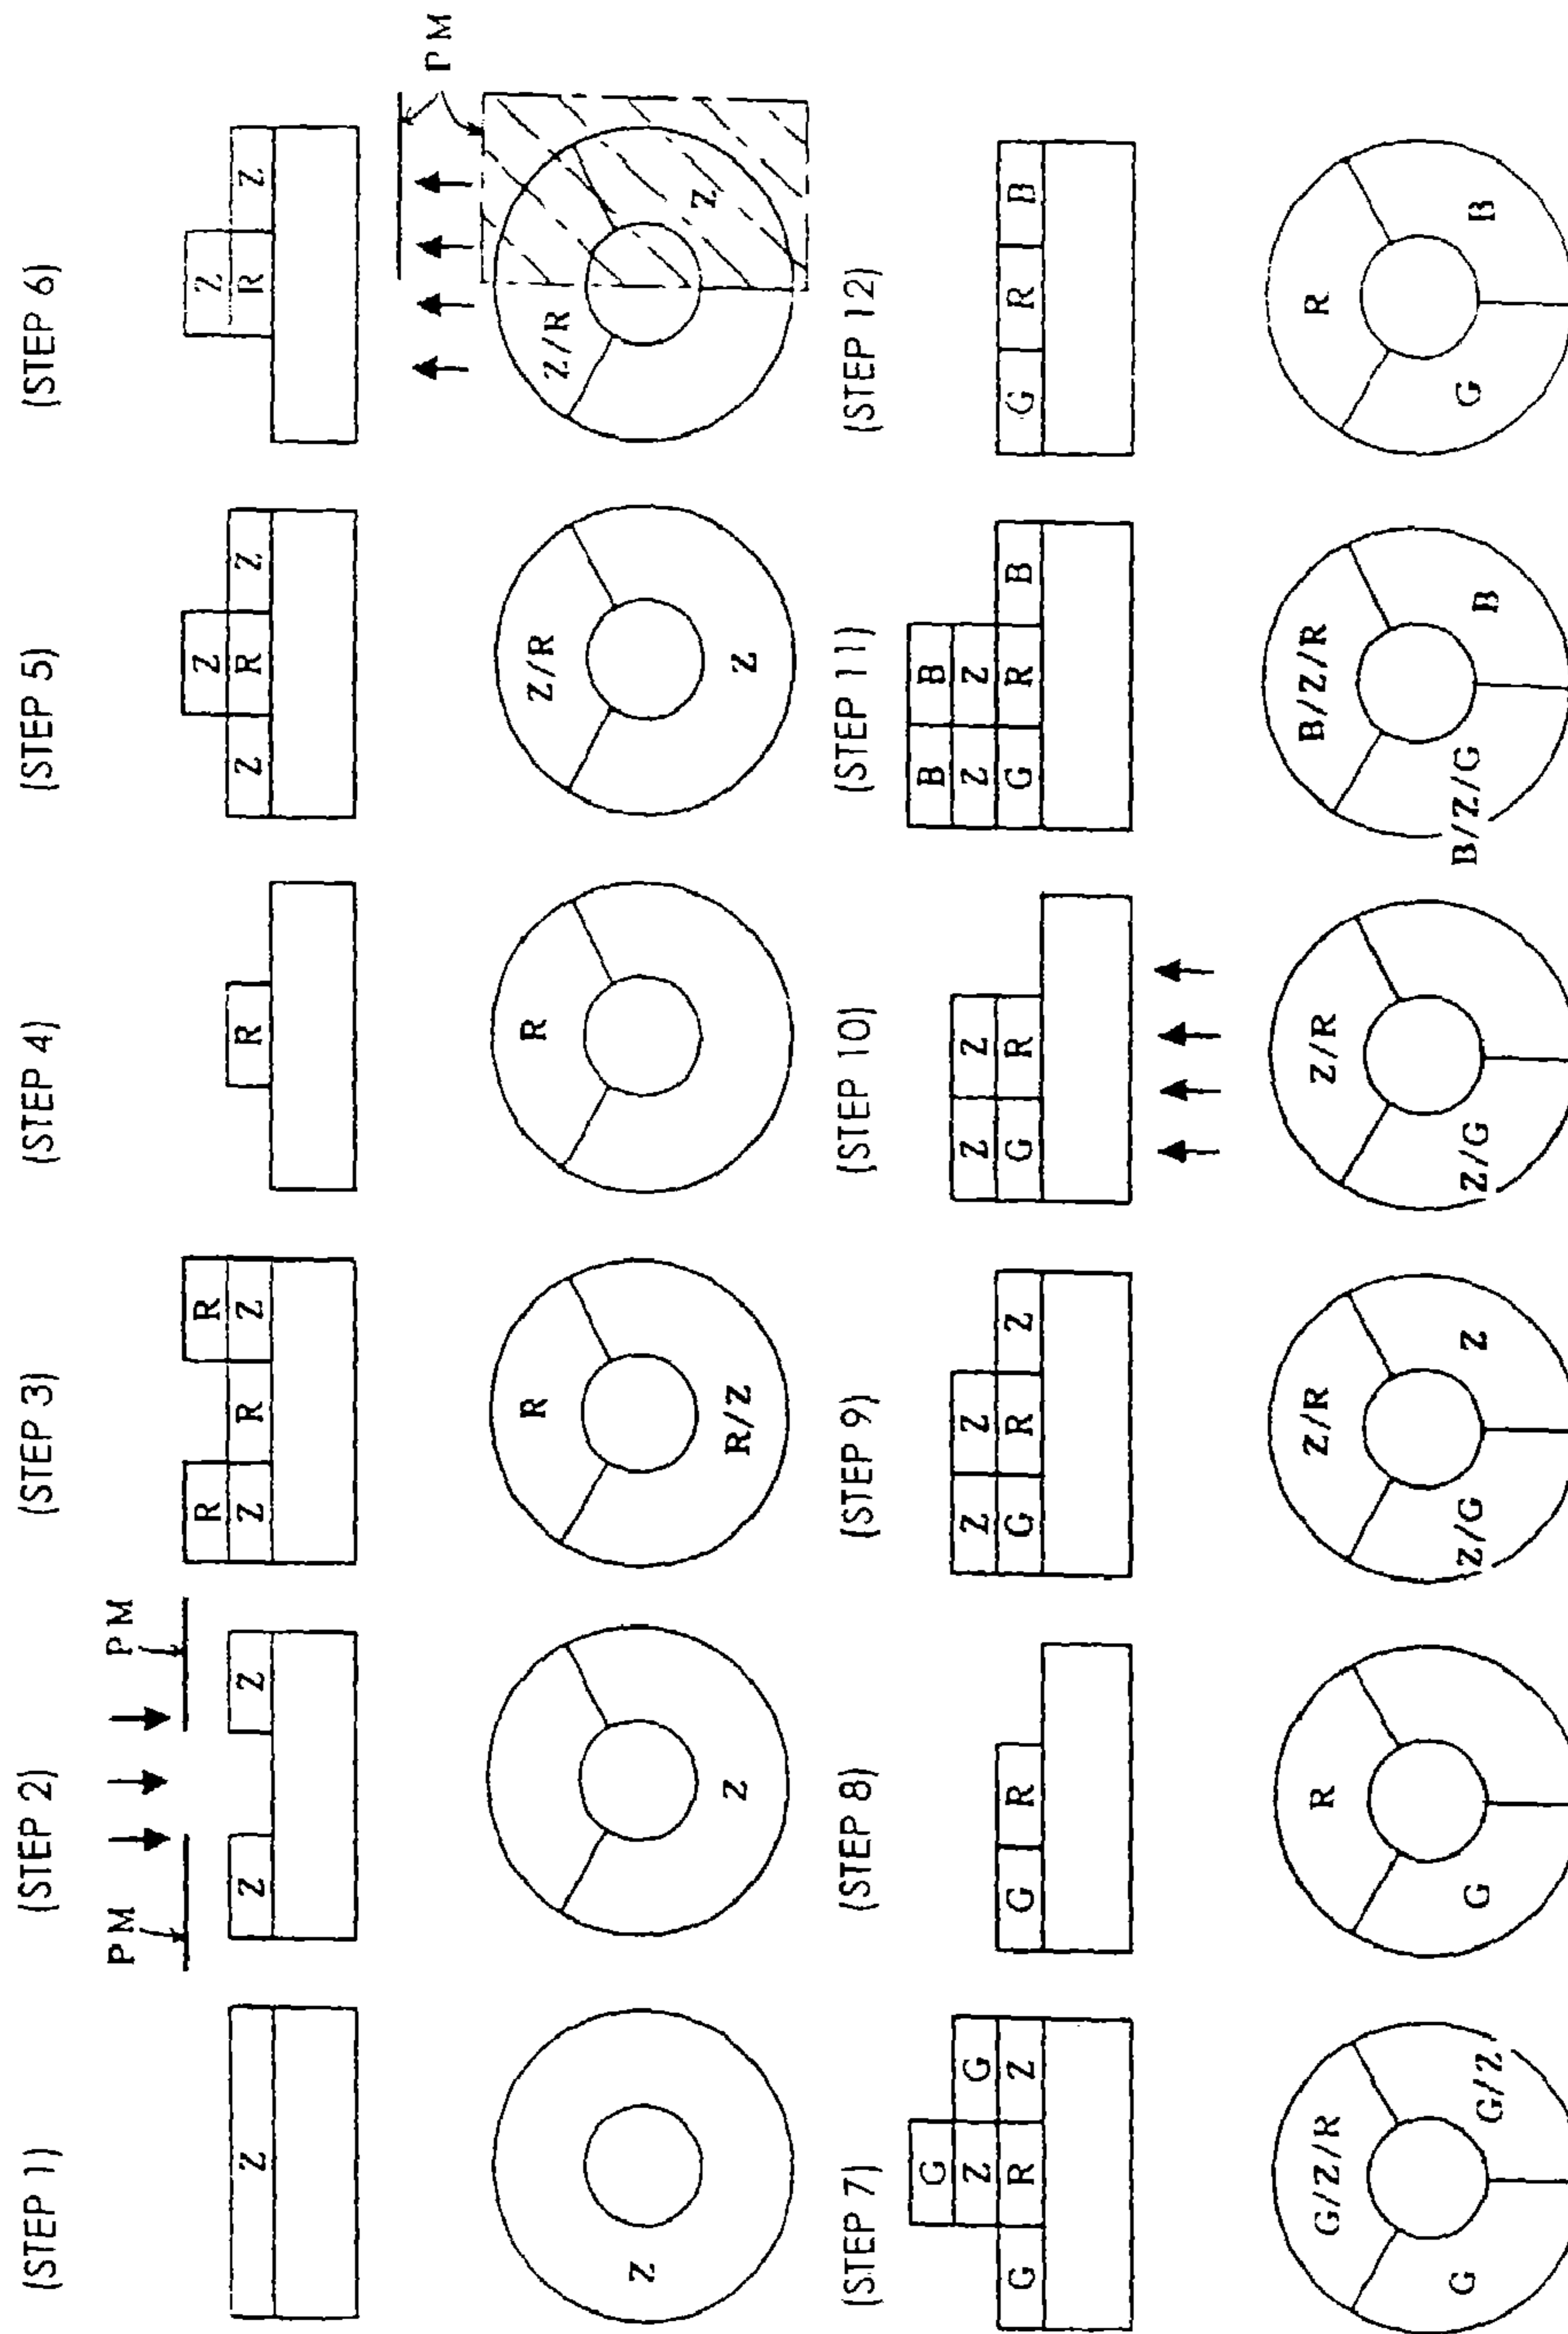 (STEP 1)
Z
Z
(STEP 2)
PM PM
Z Z
Z
(STEP 3)
R R
Z R Z
R
R/Z
(STEP 4)
R
R
(STEP 5)
Z
Z R Z
Z/R
Z
(STEP 6)
Z
R Z
PM
Z/R
Z
(STEP 7)
G
Z G
G R Z
G/Z/R
G G/Z
(STEP 8)
G R
R
G
(STEP 9)
Z Z
G R Z
Z/R
Z/G Z
(STEP 10)
Z Z
G R
Z/R
Z/G
(STEP 11)
B B
Z Z
G R B
B/Z/R
B/Z/G B
(STEP 12)
G R B
R
G B